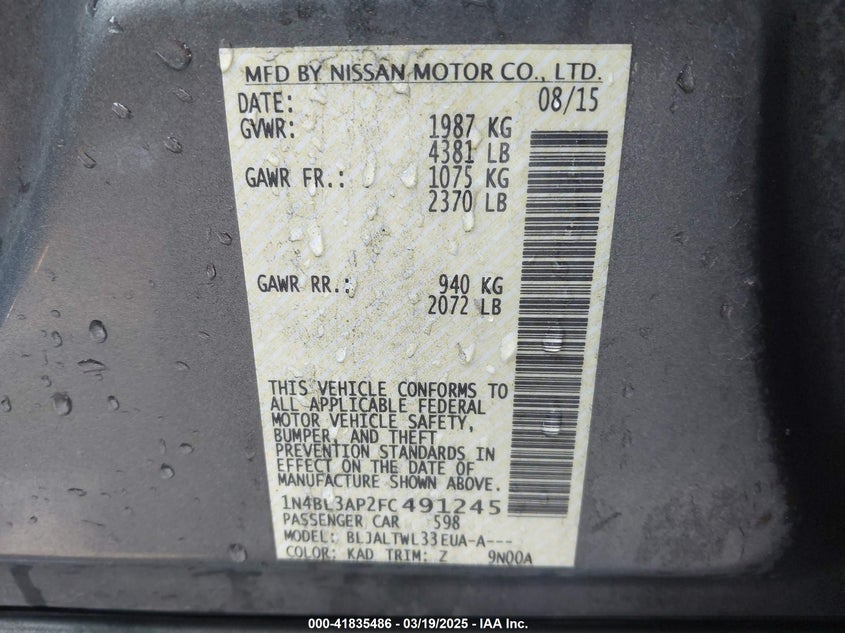 MFD BY NISSAN MOTOR CO., LTD.
DATE: 08/15
GVWR: 1987 KG
4381 LB
GAWR FR.: 1075 KG
2370 LB
GAWR RR.: 940 KG
2072 LB
THIS VEHICLE CONFORMS TO
ALL APPLICABLE FEDERAL
MOTOR VEHICLE SAFETY,
BUMPER, AND THEFT
PREVENTION STANDARDS IN
EFFECT ON THE DATE OF
MANUFACTURE SHOWN ABOVE.
1N4BL3AP2FC491245
PASSENGER CAR 598
MODEL: BLJALTWL33EUA-A---
COLOR: KAD TRIM: Z 9N00A
000-41835486 - 03/19/2025 - IAA Inc.